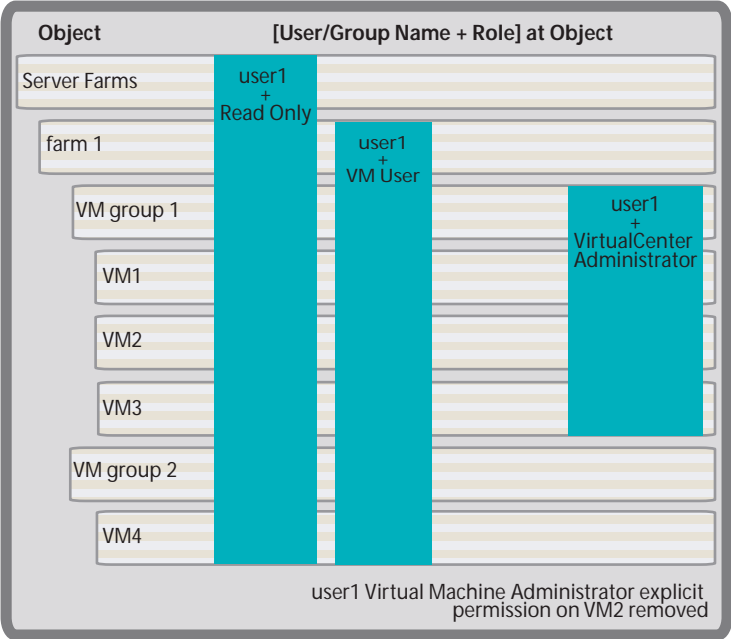 Object [User/Group Name + Role] at Object
Server Farms
user1
+
Read Only
farm 1
user1
+
VM User
VM group 1
user1
+
VirtualCenter
Administrator
VM1
VM2
VM3
VM group 2
VM4
user1 Virtual Machine Administrator explicit
permission on VM2 removed